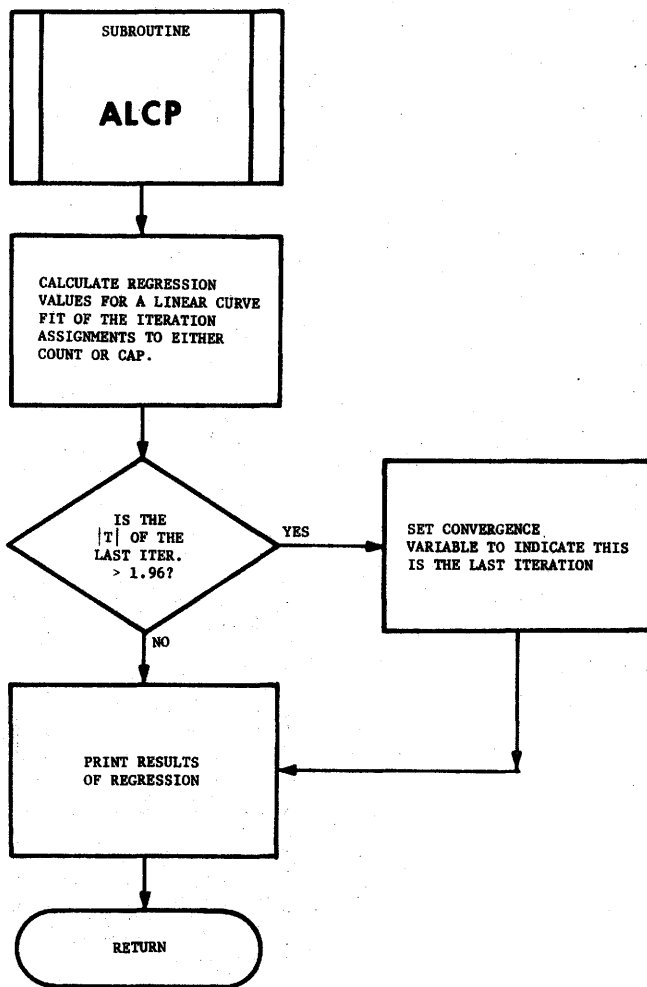 SUBROUTINE
ALCP
CALCULATE REGRESSION
VALUES FOR A LINEAR CURVE
FIT OF THE ITERATION
ASSIGNMENTS TO EITHER
COUNT OR CAP.
IS THE
|T| OF THE
LAST ITER.
> 1.96?
YES
SET CONVERGENCE
VARIABLE TO INDICATE THIS
IS THE LAST ITERATION
NO
PRINT RESULTS
OF REGRESSION
RETURN